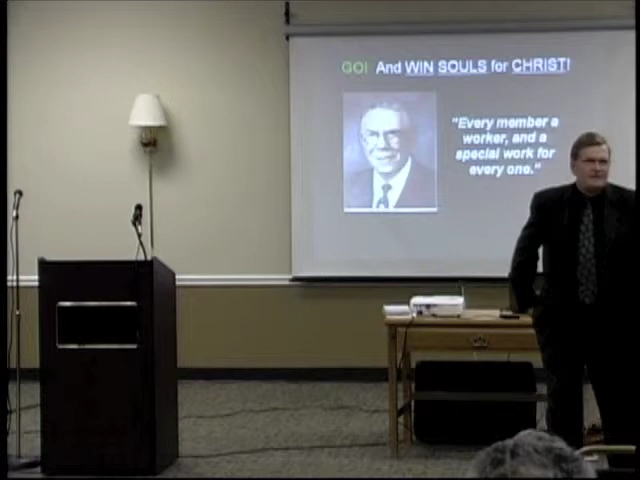 GO! And WIN SOULS for CHRIST!
"Every member a
worker, and a
special work for
every one."